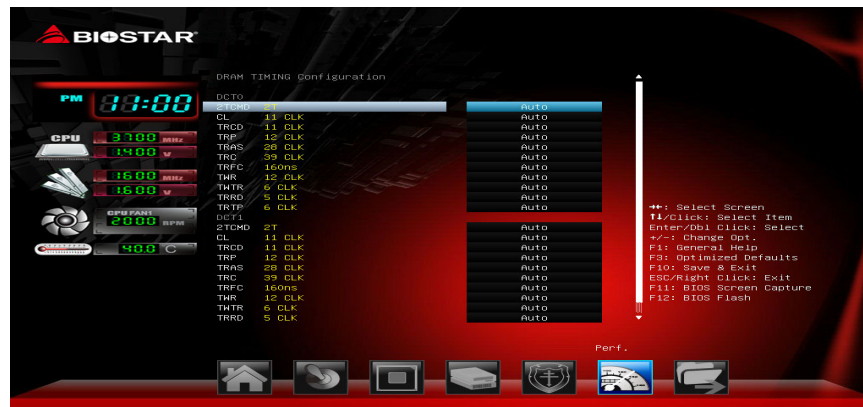 BIOSTAR
DRAM TIMING Configuration
PM 11:00
CPU 3700 MHz
1.400 V
1600 MHz
1.600 V
CPU FAN1
2000 RPM
40.0 C
DCT0
2TCMD 2T Auto
CL 11 CLK Auto
TRCD 11 CLK Auto
TRP 12 CLK Auto
TRAS 28 CLK Auto
TRC 39 CLK Auto
TRFC 160ns Auto
TWR 12 CLK Auto
TWTR 6 CLK Auto
TRRD 5 CLK Auto
TRTP 6 CLK Auto
DCT1
2TCMD 2T Auto
CL 11 CLK Auto
TRCD 11 CLK Auto
TRP 12 CLK Auto
TRAS 28 CLK Auto
TRC 39 CLK Auto
TRFC 160ns Auto
TWR 12 CLK Auto
TWTR 6 CLK Auto
TRRD 5 CLK Auto
→←: Select Screen
↑↓/Click: Select Item
Enter/Dbl Click: Select
+/-: Change Opt.
F1: General Help
F3: Optimized Defaults
F10: Save & Exit
ESC/Right Click: Exit
F11: BIOS Screen Capture
F12: BIOS Flash
Perf.